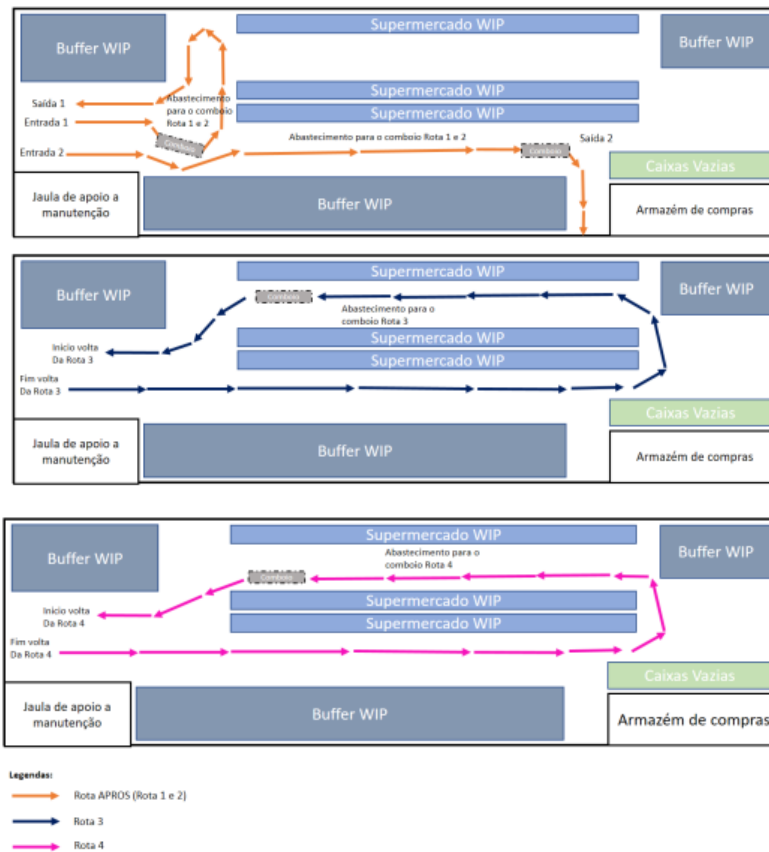 Supermercado WIP
Buffer WIP
Buffer WIP
Supermercado WIP
Supermercado WIP
Saída 1
Entrada 1
Entrada 2
Abastecimento
para o comboio
Rota 1 e 2
Comboio
Abastecimento para o comboio Rota 1 e 2
Comboio
Saída 2
Caixas Vazias
Jaula de apoio a
manutenção
Buffer WIP
Armazém de compras
Supermercado WIP
Buffer WIP
Buffer WIP
Comboio
Abastecimento para o
comboio Rota 3
Supermercado WIP
Supermercado WIP
Início volta
Da Rota 3
Fim volta
Da Rota 3
Caixas Vazias
Jaula de apoio a
manutenção
Buffer WIP
Armazém de compras
Supermercado WIP
Buffer WIP
Buffer WIP
Abastecimento para o
comboio Rota 4
Comboio
Supermercado WIP
Supermercado WIP
Início volta
Da Rota 4
Fim volta
Da Rota 4
Caixas Vazias
Jaula de apoio a
manutenção
Buffer WIP
Armazém de compras
Legendas:
Rota APROS (Rota 1 e 2)
Rota 3
Rota 4